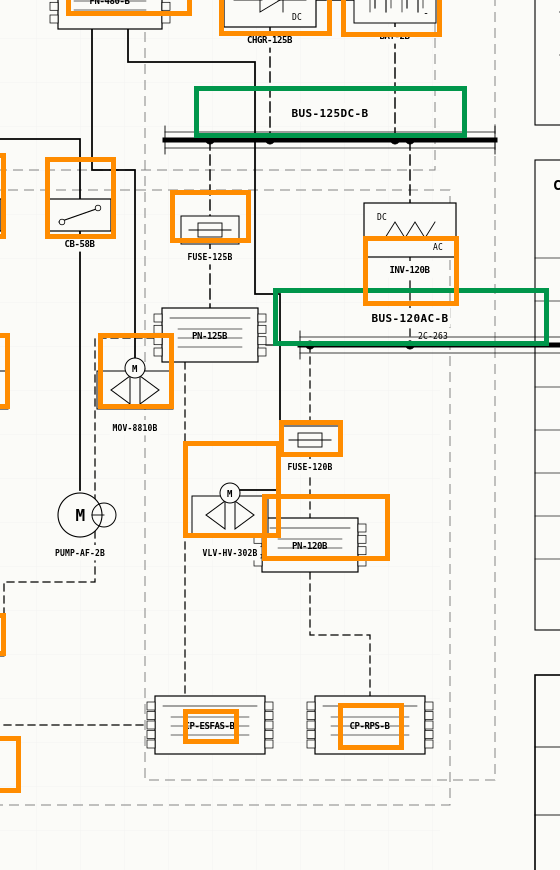 PN-480-B
DC
-
CHGR-125B
BAT-2B
BUS-125DC-B
DC
AC
CB-58B
FUSE-125B
INV-120B
BUS-120AC-B
PN-125B
2C-263
M
MOV-8810B
FUSE-120B
M
M
PN-120B
PUMP-AF-2B
VLV-HV-302B
CP-ESFAS-B
CP-RPS-B